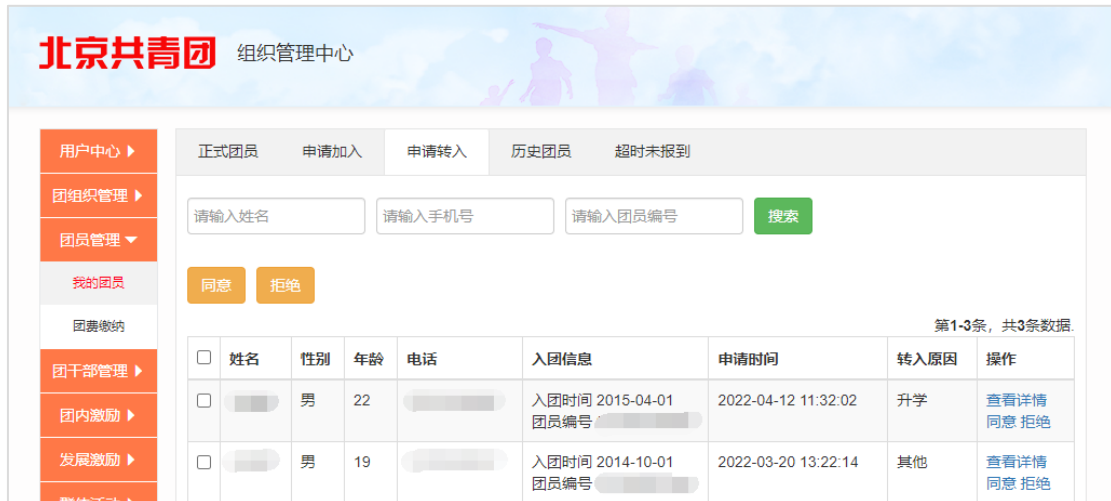 北京共青团 组织管理中心
用户中心
团组织管理
团员管理
我的团员
团费缴纳
团干部管理
团内激励
发展激励
正式团员 申请加入 申请转入 历史团员 超时未报到
请输入姓名 请输入手机号 请输入团员编号 搜索
同意 拒绝
第1-3条，共3条数据.
姓名 性别 年龄 电话 入团信息 申请时间 转入原因 操作
男 22 入团时间 2015-04-01 2022-04-12 11:32:02 升学 查看详情
团员编号 同意 拒绝
男 19 入团时间 2014-10-01 2022-03-20 13:22:14 其他 查看详情
团员编号 同意 拒绝